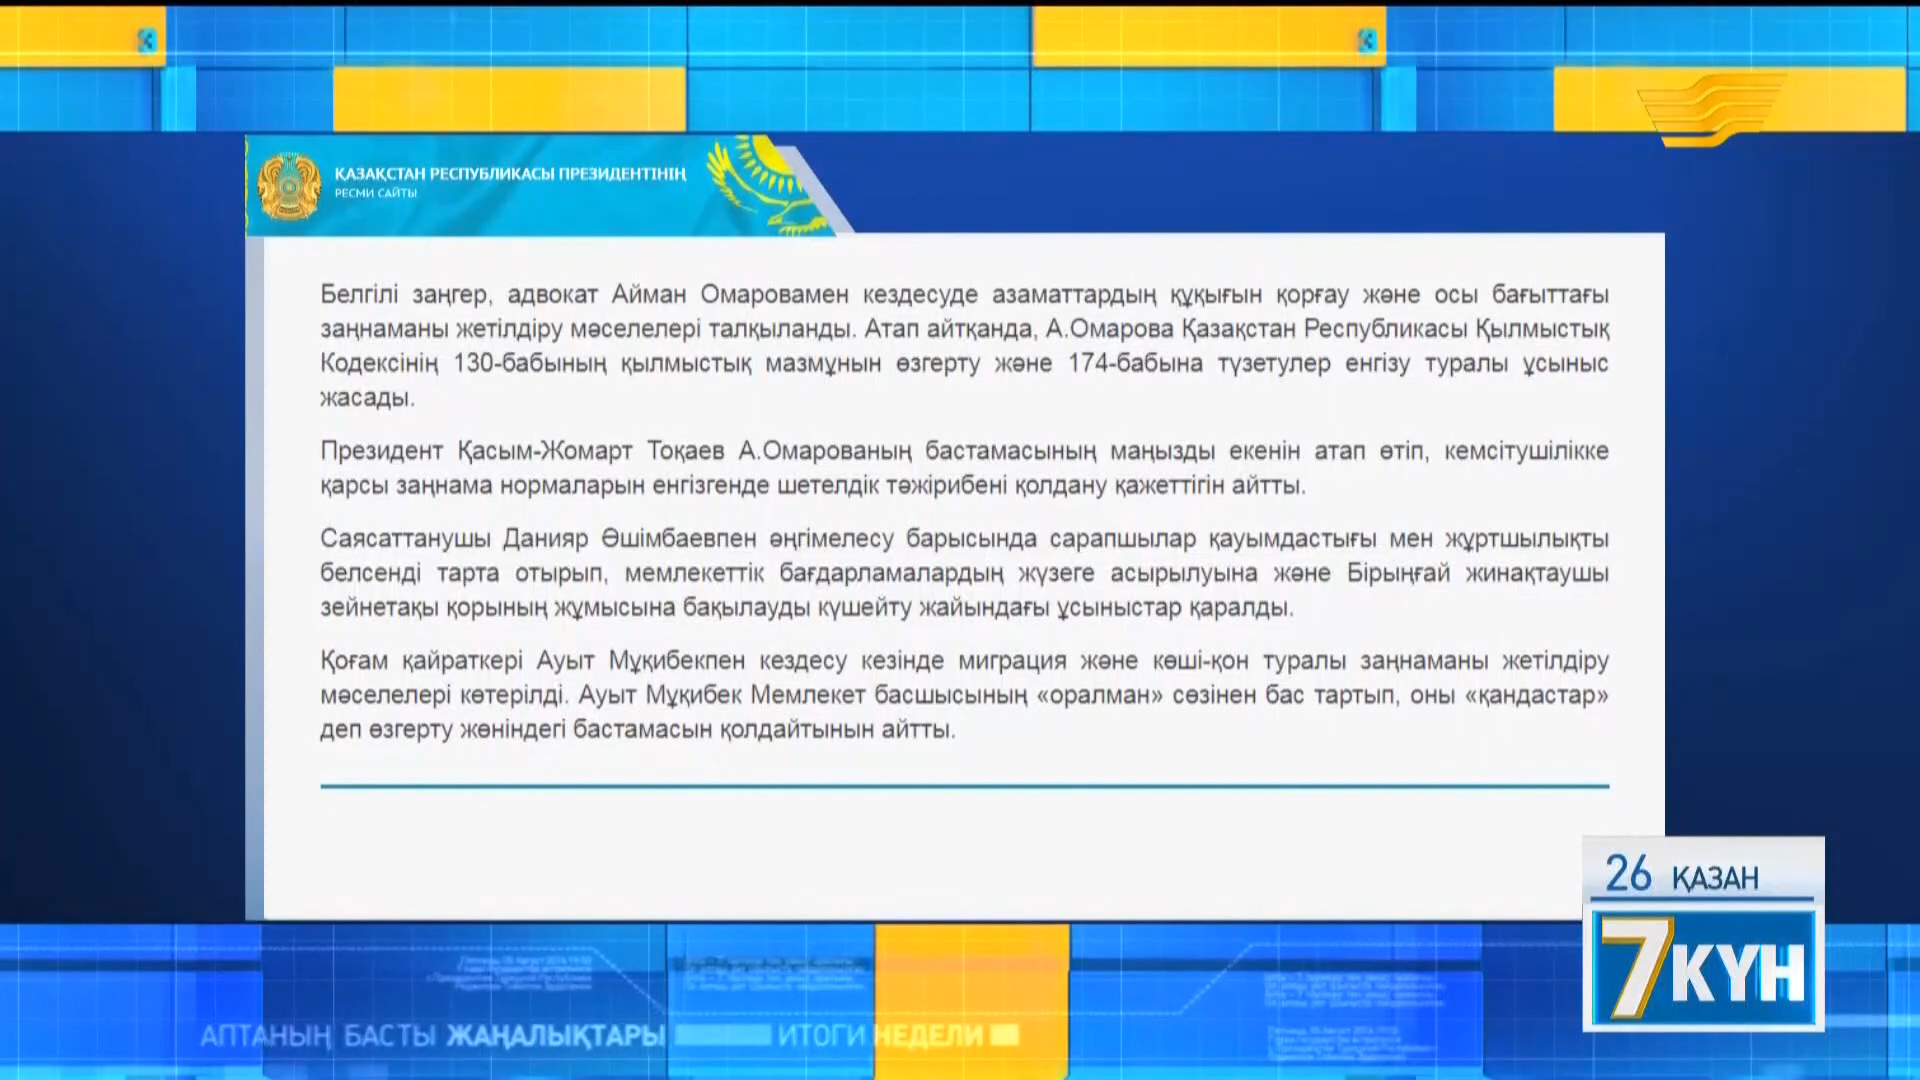 ҚАЗАҚСТАН РЕСПУБЛИКАСЫ ПРЕЗИДЕНТІНІҢ
РЕСМИ САЙТЫ
Белгілі заңгер, адвокат Айман Омаровамен кездесуде азаматтардың құқығын қорғау және осы бағыттағы
заңнаманы жетілдіру мәселелері талқыланды. Атап айтқанда, А.Омарова Қазақстан Республикасы Қылмыстық
Кодексінің 130-бабының қылмыстық мазмұнын өзгерту және 174-бабына түзетулер енгізу туралы ұсыныс
жасады.
Президент Қасым-Жомарт Тоқаев А.Омарованың бастамасының маңызды екенін атап өтіп, кемсітушілікке
қарсы заңнама нормаларын енгізгенде шетелдік тәжірибені қолдану қажеттігін айтты.
Саясаттанушы Данияр Әшімбаевпен әңгімелесу барысында сарапшылар қауымдастығы мен жұртшылықты
белсенді тарта отырып, мемлекеттік бағдарламалардың жүзеге асырылуына және Бірыңғай жинақтаушы
зейнетақы қорының жұмысына бақылауды күшейту жайындағы ұсыныстар қаралды.
Қоғам қайраткері Ауыт Мұқибекпен кездесу кезінде миграция және көші-қон туралы заңнаманы жетілдіру
мәселелері көтерілді. Ауыт Мұқибек Мемлекет басшысының «оралман» сөзінен бас тартып, оны «қандастар»
деп өзгерту жөніндегі бастамасын қолдайтынын айтты.
26 ҚАЗАН
7КҮН
АПТАНЫҢ БАСТЫ ЖАҢАЛЫҚТАРЫ ИТОГИ НЕДЕЛИ